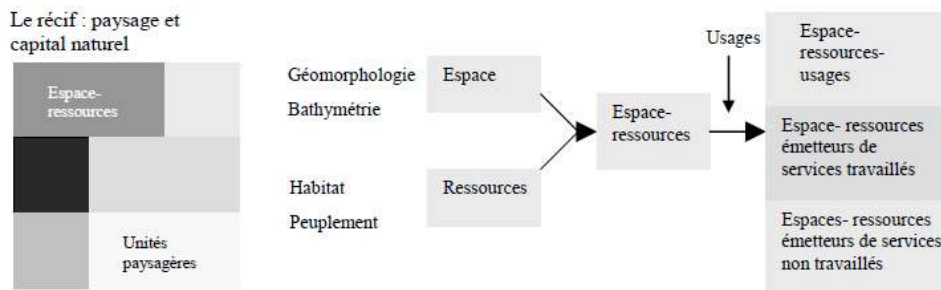 Le récif : paysage et
capital naturel
Espace-
ressources
Unités
paysagères
Géomorphologie
Bathymétrie
Espace
Habitat
Peuplement
Ressources
Espace-
ressources
Usages
Espace-
ressources-
usages
Espace- ressources
émetteurs de
services travaillés
Espaces- ressources
émetteurs de services
non travaillés